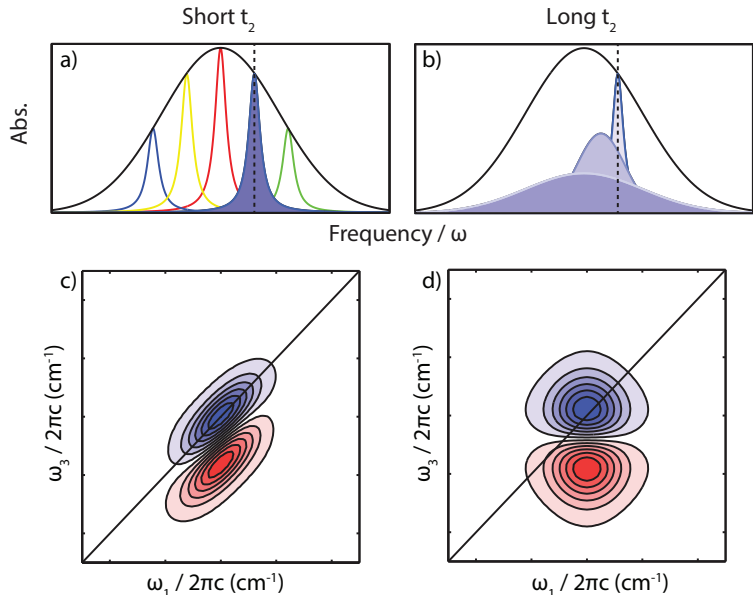 Short t₂
Long t₂
a)
b)
Abs.
Frequency / ω
c)
d)
ω₃ / 2πc (cm⁻¹)
ω₃ / 2πc (cm⁻¹)
ω₁ / 2πc (cm⁻¹)
ω₁ / 2πc (cm⁻¹)